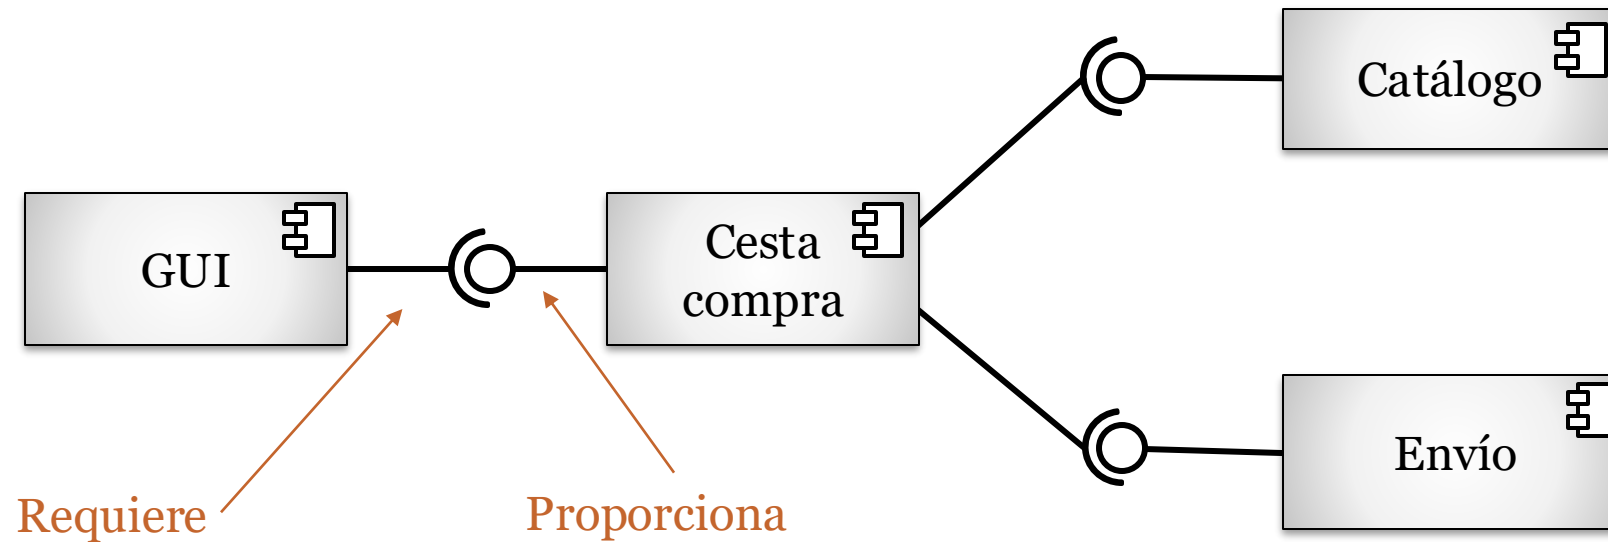 Catálogo
GUI
Cesta
compra
Envío
Requiere
Proporciona